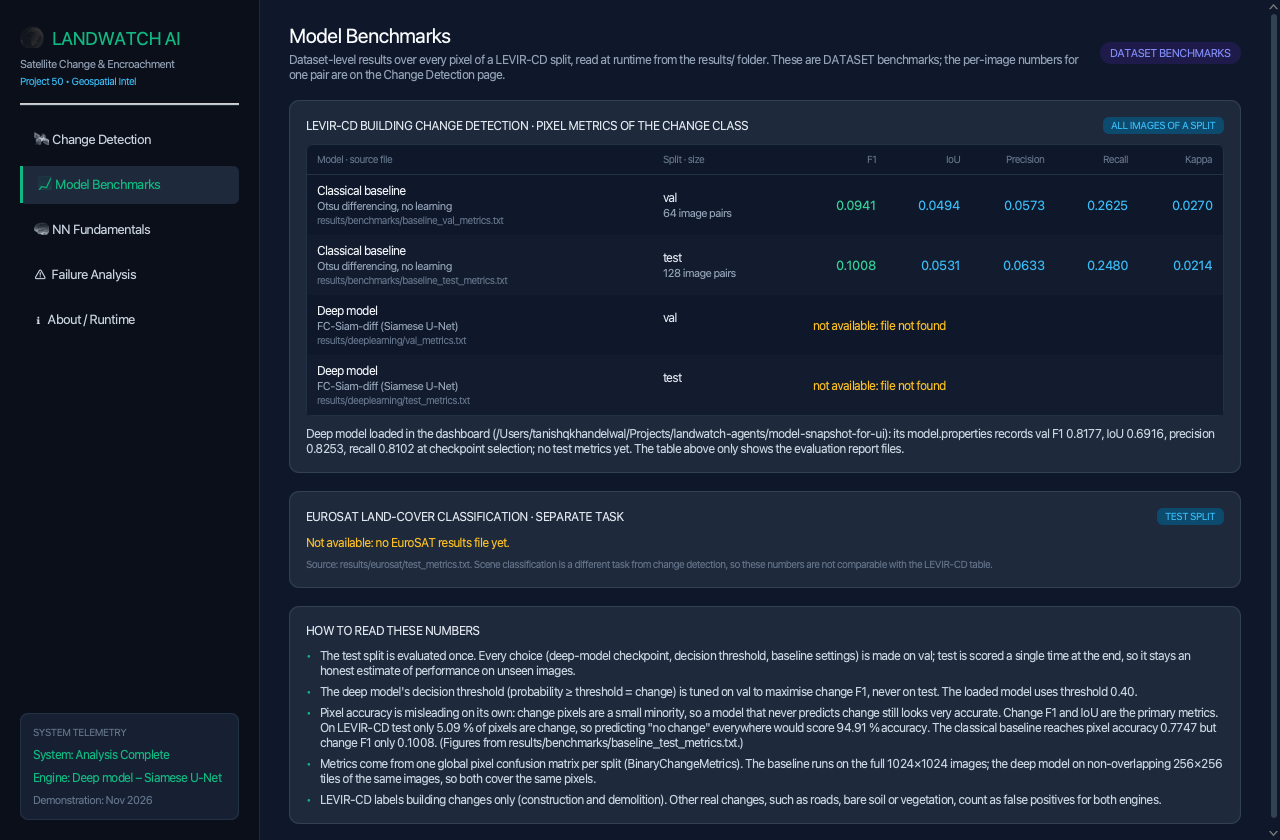 LANDWATCH AI
Satellite Change & Encroachment
Project 50 • Geospatial Intel
Change Detection
Model Benchmarks
NN Fundamentals
Failure Analysis
About / Runtime
SYSTEM TELEMETRY
System: Analysis Complete
Engine: Deep model – Siamese U-Net
Demonstration: Nov 2026
Model Benchmarks
Dataset-level results over every pixel of a LEVIR-CD split, read at runtime from the results/ folder. These are DATASET benchmarks; the per-image numbers for
one pair are on the Change Detection page.
DATASET BENCHMARKS
LEVIR-CD BUILDING CHANGE DETECTION · PIXEL METRICS OF THE CHANGE CLASS
ALL IMAGES OF A SPLIT
Model · source file Split · size F1 IoU Precision Recall Kappa
Classical baseline
Otsu differencing, no learning
results/benchmarks/baseline_val_metrics.txt
val
64 image pairs
0.0941 0.0494 0.0573 0.2625 0.0270
Classical baseline
Otsu differencing, no learning
results/benchmarks/baseline_test_metrics.txt
test
128 image pairs
0.1008 0.0531 0.0633 0.2480 0.0214
Deep model
FC-Siam-diff (Siamese U-Net)
results/deeplearning/val_metrics.txt
val
not available: file not found
Deep model
FC-Siam-diff (Siamese U-Net)
results/deeplearning/test_metrics.txt
test
not available: file not found
Deep model loaded in the dashboard (/Users/tanishqkhandelwal/Projects/landwatch-agents/model-snapshot-for-ui): its model.properties records val F1 0.8177, IoU 0.6916, precision
0.8253, recall 0.8102 at checkpoint selection; no test metrics yet. The table above only shows the evaluation report files.
EUROSAT LAND-COVER CLASSIFICATION · SEPARATE TASK
TEST SPLIT
Not available: no EuroSAT results file yet.
Source: results/eurosat/test_metrics.txt. Scene classification is a different task from change detection, so these numbers are not comparable with the LEVIR-CD table.
HOW TO READ THESE NUMBERS
• The test split is evaluated once. Every choice (deep-model checkpoint, decision threshold, baseline settings) is made on val; test is scored a single time at the end, so it stays an
honest estimate of performance on unseen images.
• The deep model's decision threshold (probability ≥ threshold = change) is tuned on val to maximise change F1, never on test. The loaded model uses threshold 0.40.
• Pixel accuracy is misleading on its own: change pixels are a small minority, so a model that never predicts change still looks very accurate. Change F1 and IoU are the primary metrics.
On LEVIR-CD test only 5.09 % of pixels are change, so predicting "no change" everywhere would score 94.91 % accuracy. The classical baseline reaches pixel accuracy 0.7747 but
change F1 only 0.1008. (Figures from results/benchmarks/baseline_test_metrics.txt.)
• Metrics come from one global pixel confusion matrix per split (BinaryChangeMetrics). The baseline runs on the full 1024×1024 images; the deep model on non-overlapping 256×256
tiles of the same images, so both cover the same pixels.
• LEVIR-CD labels building changes only (construction and demolition). Other real changes, such as roads, bare soil or vegetation, count as false positives for both engines.